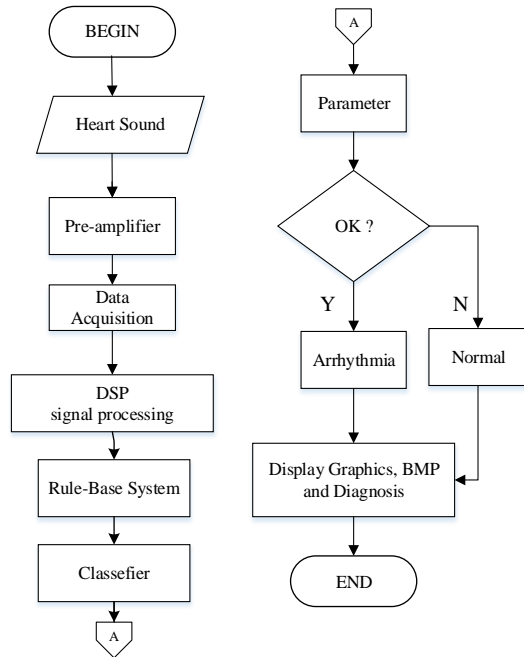 BEGIN
Heart Sound
Pre-amplifier
Data
Acquisition
DSP
signal processing
Rule-Base System
Classefier
A
A
Parameter
OK ?
Y
N
Arrhythmia
Normal
Display Graphics, BMP
and Diagnosis
END